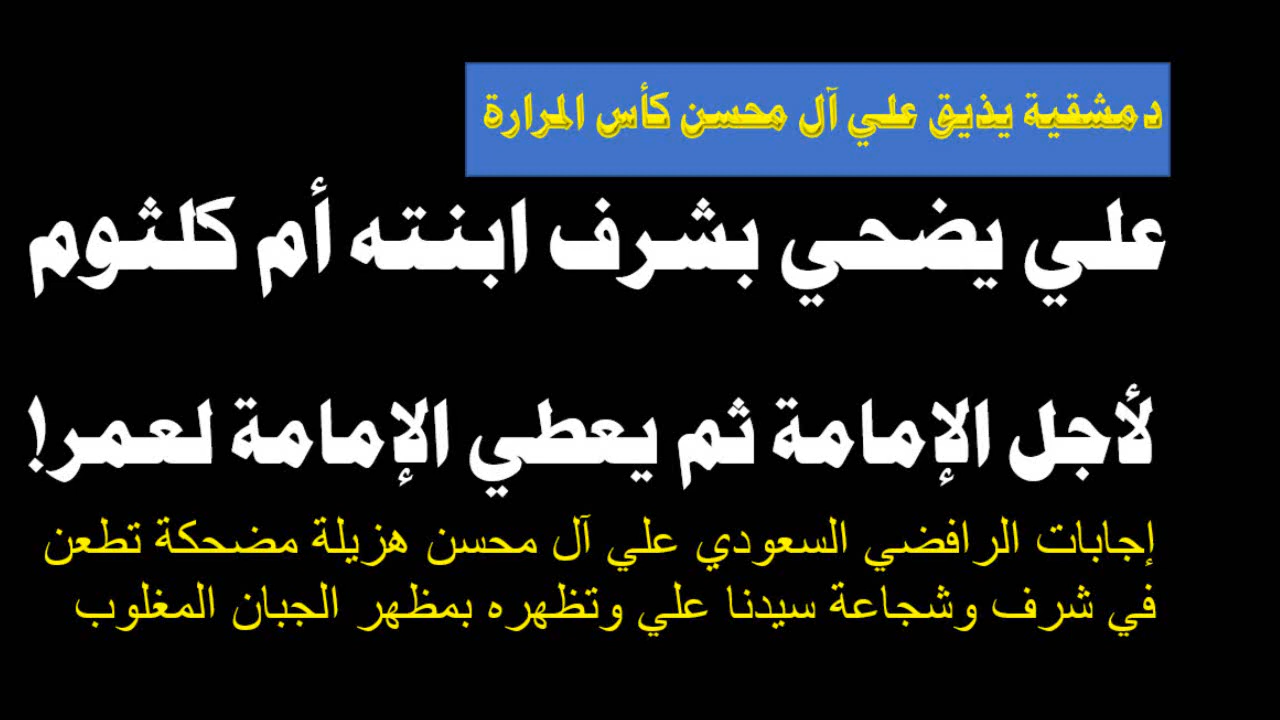 دمشقية يذيق علي آل محسن كأس المرارة
علي يضحي بشرف ابنته أم كلثوم
لأجل الإمامة ثم يعطي الإمامة لعمر!
إجابات الرافضي السعودي علي آل محسن هزيلة مضحكة تطعن
في شرف وشجاعة سيدنا علي وتظهره بمظهر الجبان المغلوب